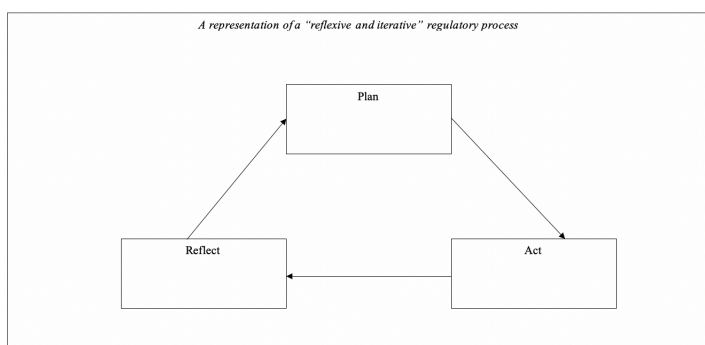 A representation of a “reflexive and iterative” regulatory process
Plan
Reflect
Act